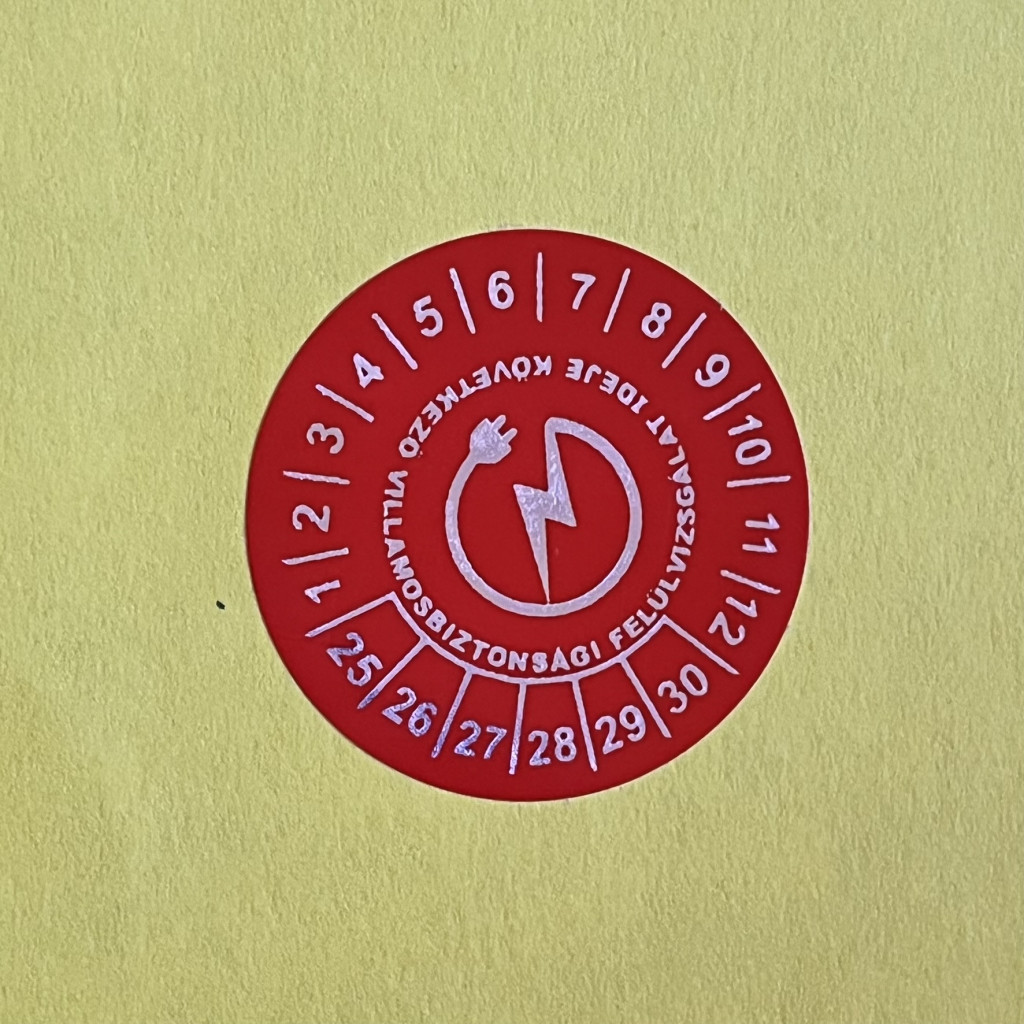 1 2 3 4 5 6 7 8 9 10 11 12
25 26 27 28 29 30
KÖVETKEZŐ VILLAMOSBIZTONSÁGI FELÜLVIZSGÁLAT IDEJE